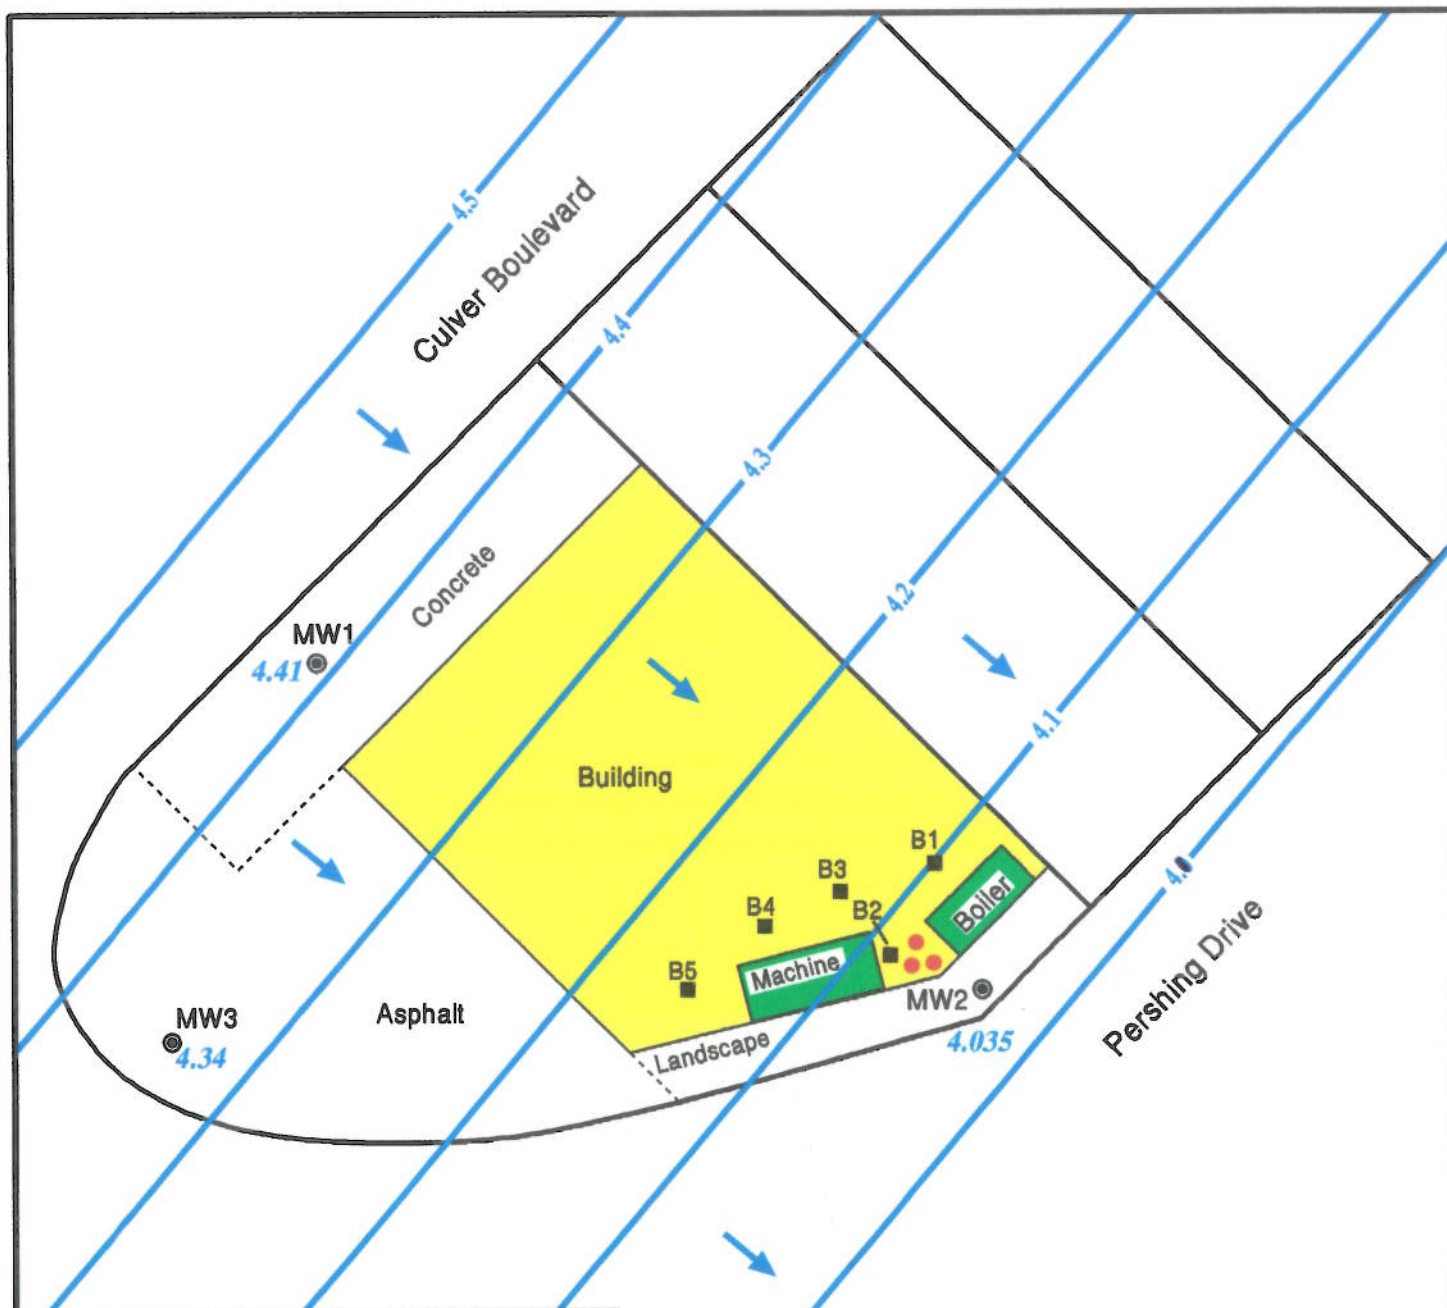 4.5
Culver Boulevard
4.4
4.3
Concrete
4.2
MW1
4.41
4.1
Building
B1
4.0
B3
B2
Boiler
B4
B5
Machine
MW2
Pershing Drive
MW3
4.34
Asphalt
Landscape
4.035